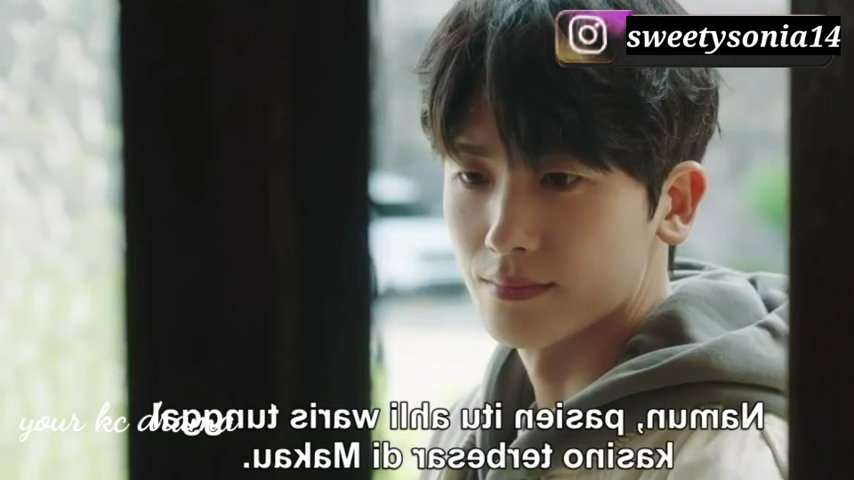 sweetysonia14
Namun, pasien itu ahli waris tunggal
kasino terbesar di Makau.
your kc drama